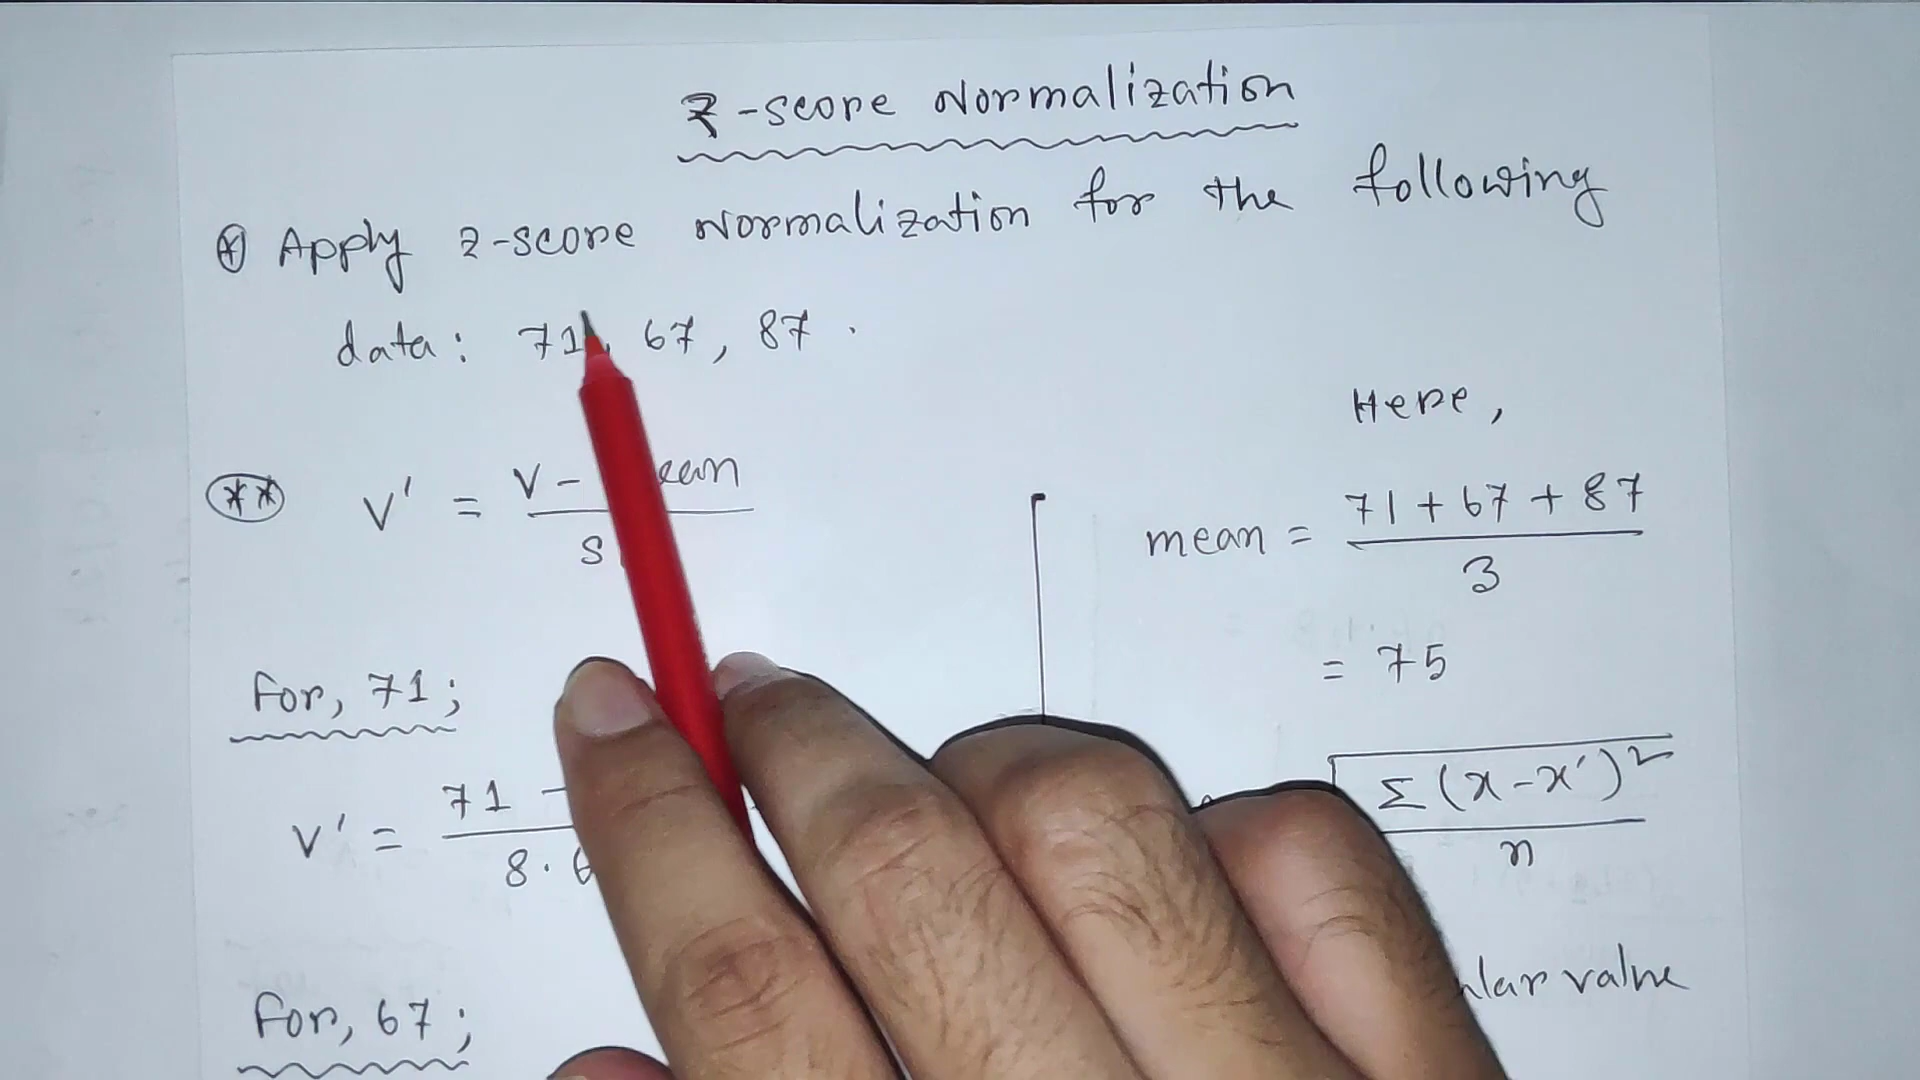 Z-score Normalization
Apply z-score Normalization for the following
data: 71, 67, 87.
** V' = V - 
S
For, 71;
V' = 71 -
8.6
For, 67;
Here,
mean = 71 + 67 + 87
3
= 75
Σ(x-x')²
n
value